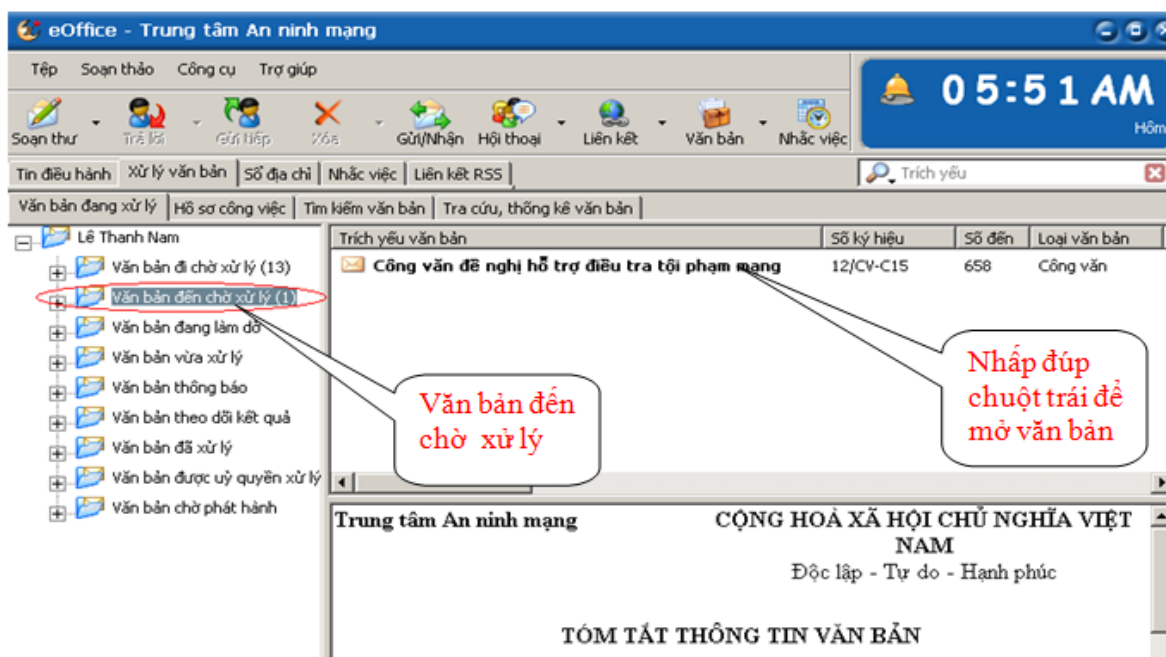 eOffice - Trung tâm An ninh mạng
Tệp Soạn thảo Công cụ Trợ giúp
05:51 AM
Hôm
Soạn thư Trả lời Gửi tiếp Xóa Gửi/Nhận Hội thoại Liên kết Văn bản Nhắc việc
Tin điều hành Xử lý văn bản Sổ địa chỉ Nhắc việc Liên kết RSS Trích yếu
Văn bản đang xử lý Hồ sơ công việc Tìm kiếm văn bản Tra cứu, thống kê văn bản
Lê Thanh Nam
Văn bản đi chờ xử lý (13)
Văn bản đến chờ xử lý (1)
Văn bản đang làm dở
Văn bản vừa xử lý
Văn bản thông báo
Văn bản theo dõi kết quả
Văn bản đã xử lý
Văn bản được uỷ quyền xử lý
Văn bản chờ phát hành
Trích yếu văn bản Số ký hiệu Số đến Loại văn bản
Công văn đề nghị hỗ trợ điều tra tội phạm mạng 12/CV-C15 658 Công văn
Văn bản đến
chờ xử lý
Nhấp đúp
chuột trái để
mở văn bản
Trung tâm An ninh mạng
CỘNG HOÀ XÃ HỘI CHỦ NGHĨA VIỆT
NAM
Độc lập - Tự do - Hạnh phúc
TÓM TẮT THÔNG TIN VĂN BẢN